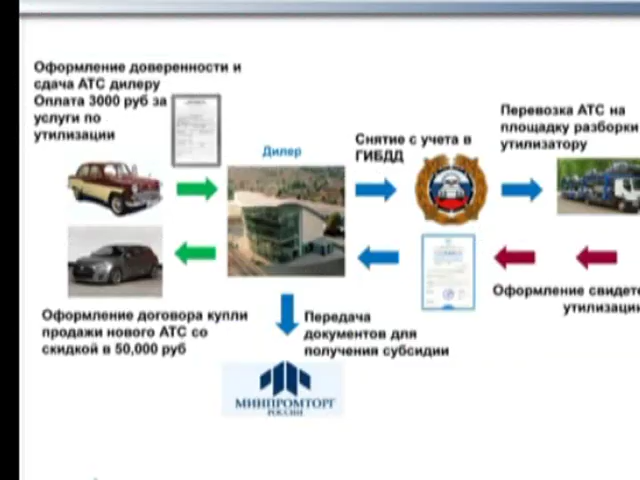 Оформление доверенности и
сдача АТС дилеру
Оплата 3000 руб за
услуги по
утилизации
Дилер
Снятие с учета в
ГИБДД
Перевозка АТС на
площадку разборки
утилизатору
Оформление договора купли
продажи нового АТС со
скидкой в 50,000 руб
Передача
документов для
получения субсидии
Оформление свидете
утилизаци
МИНПРОМТОРГ
РОССИИ